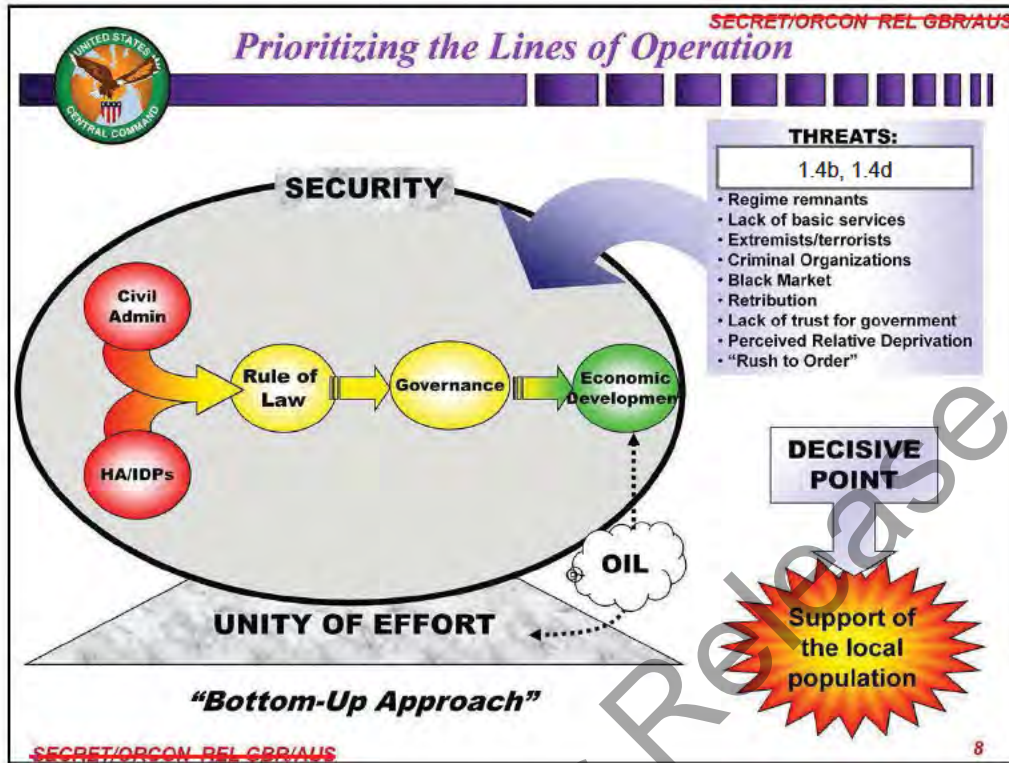 SECRET/ORCON REL GBR/AUS
Prioritizing the Lines of Operation
UNITED STATES
CENTRAL COMMAND
THREATS:
1.4b, 1.4d
• Regime remnants
• Lack of basic services
• Extremists/terrorists
• Criminal Organizations
• Black Market
• Retribution
• Lack of trust for government
• Perceived Relative Deprivation
• “Rush to Order”
SECURITY
Civil
Admin
Rule of
Law
Governance
Economic
Development
HA/IDPs
OIL
UNITY OF EFFORT
“Bottom-Up Approach”
DECISIVE
POINT
Support of
the local
population
Release
SECRET/ORCON REL GBR/AUS
8